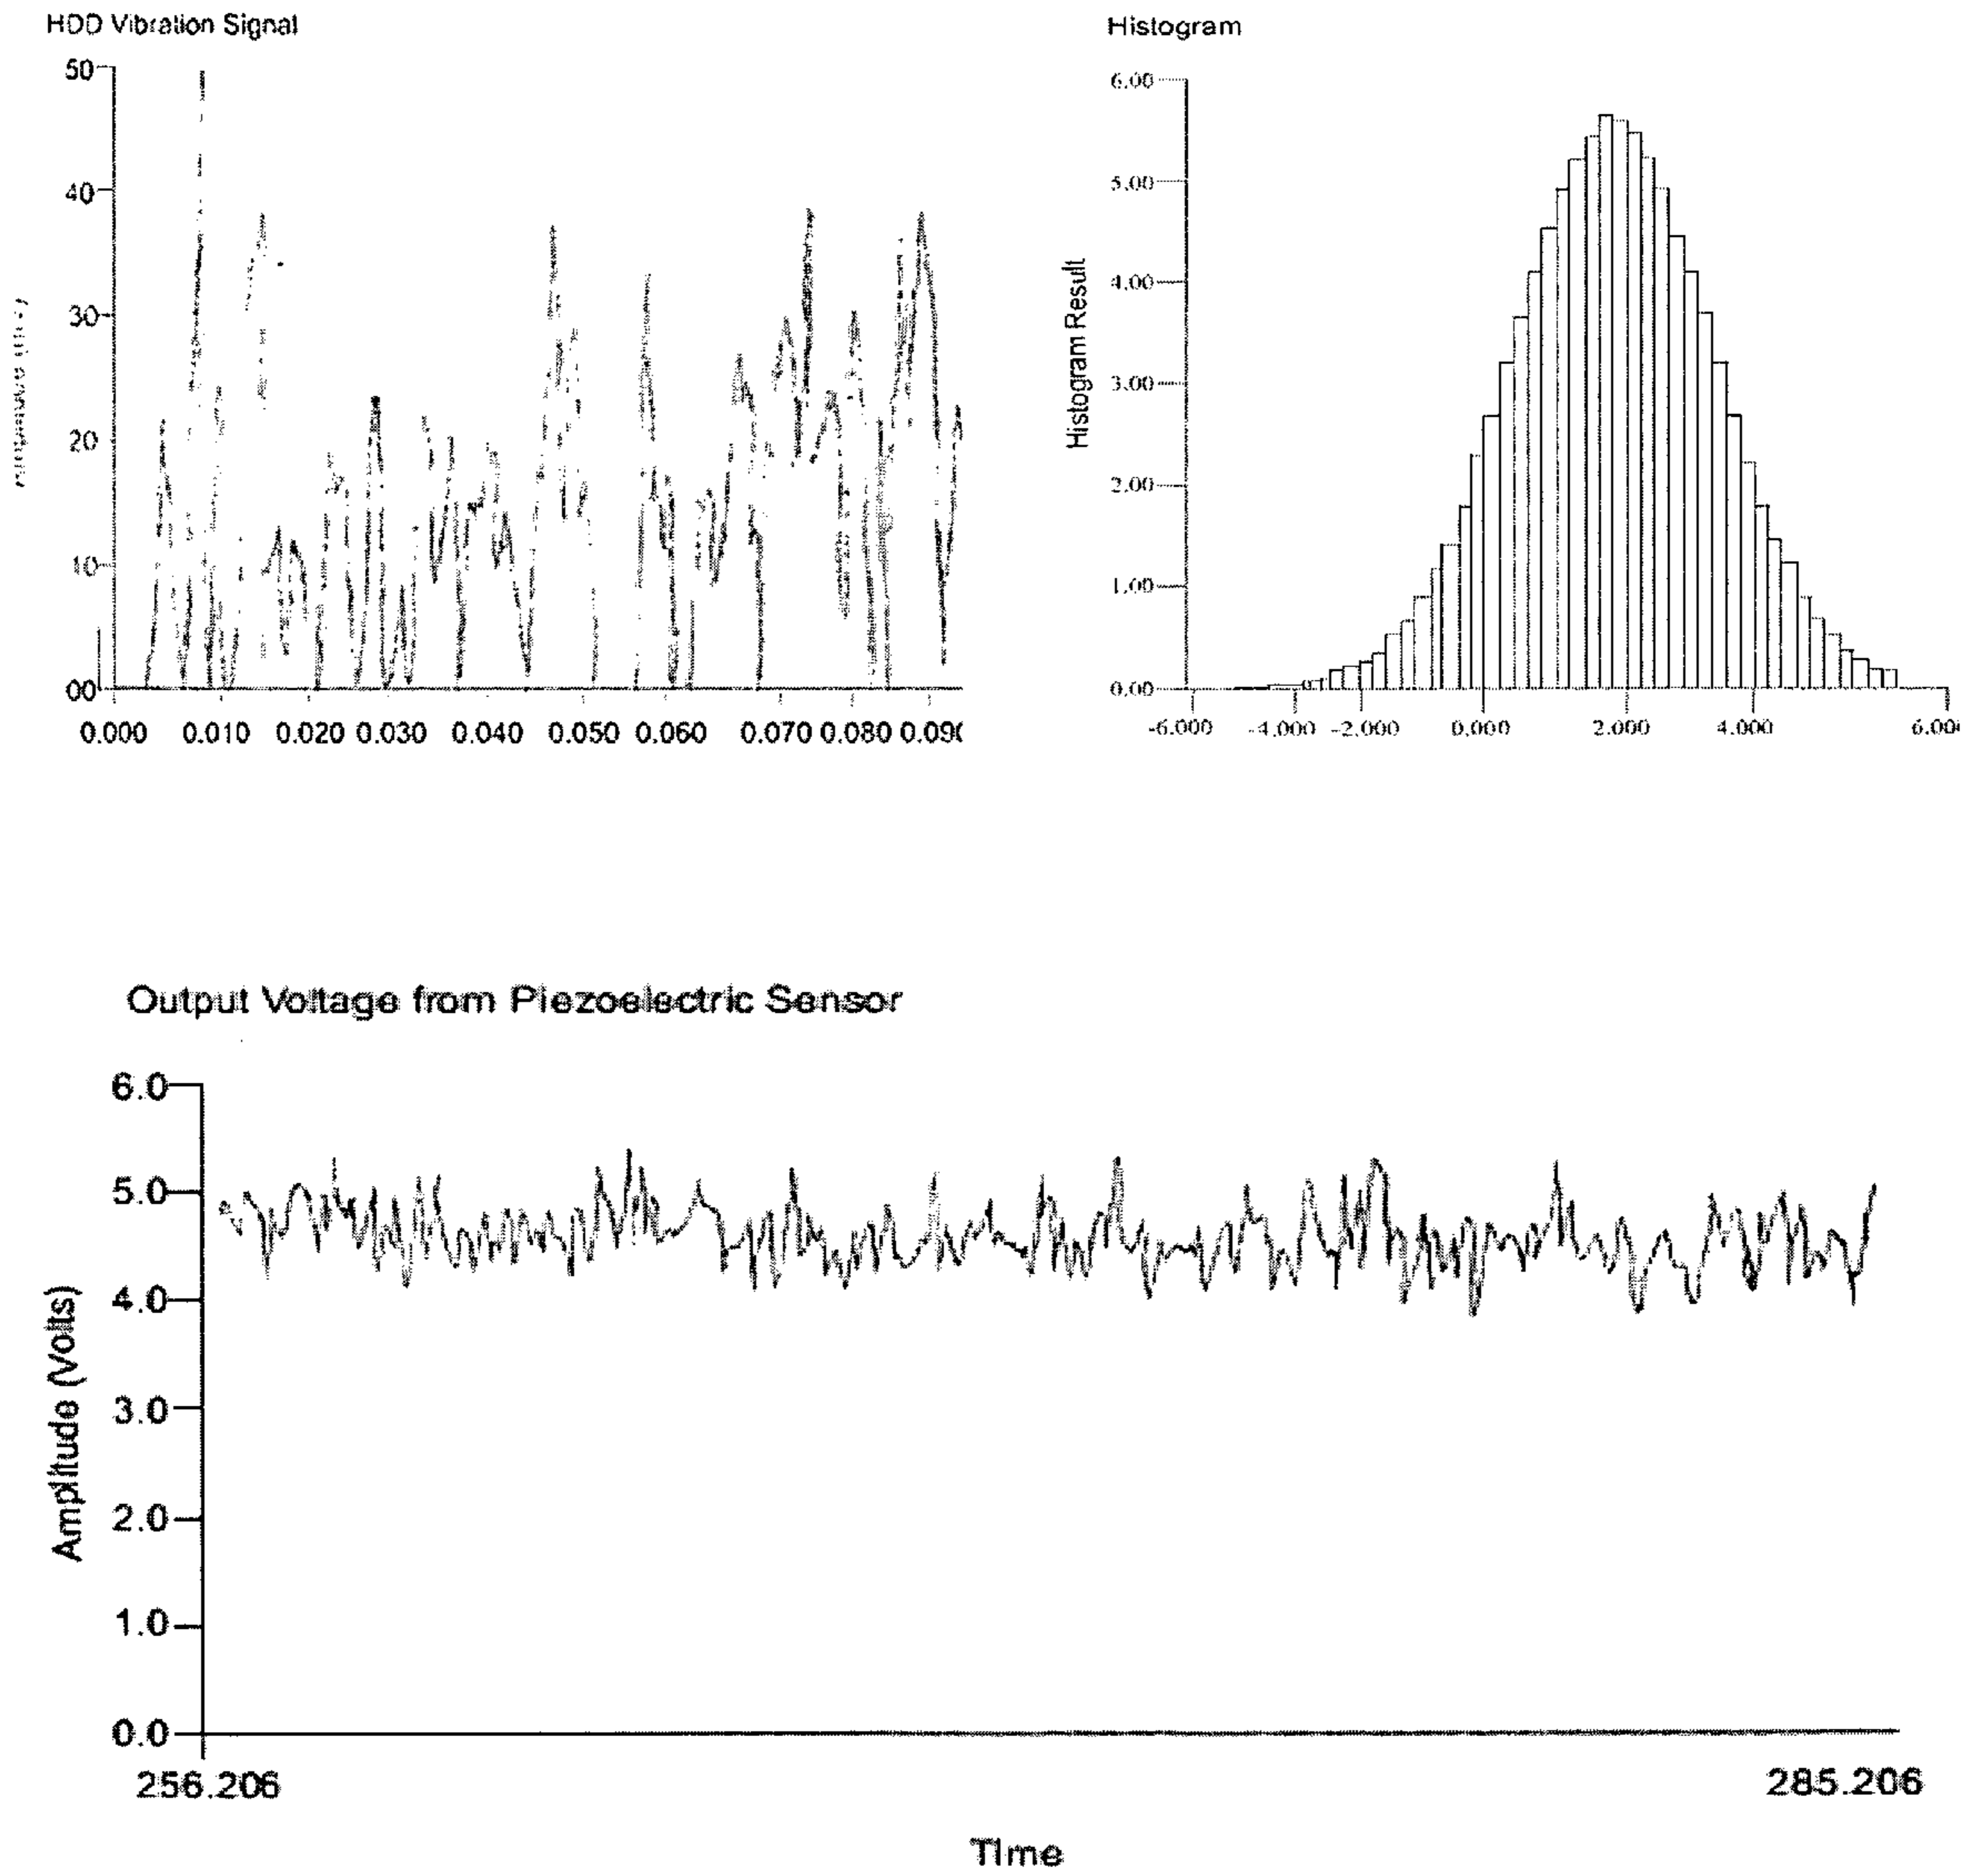 HDD Vibration Signal
50
40
30
20
10
00
0.000 0.010 0.020 0.030 0.040 0.050 0.060 0.070 0.080
Histogram
Histogram Result
6.00
5.00
4.00
3.00
2.00
1.00
0.00
-6.000 -4.000 -2.000 0.000 2.000 4.000
Output Voltage from Piezoelectric Sensor
Amplitude (Volts)
6.0
5.0
4.0
3.0
2.0
1.0
0.0
256.206 285.206
Time